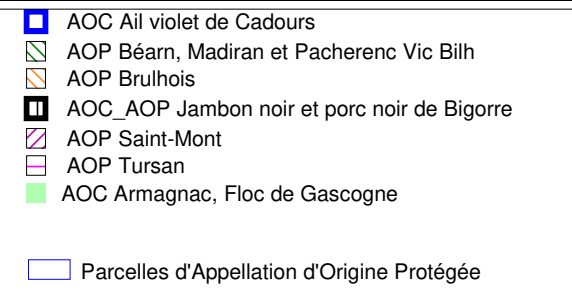 AOC Ail violet de Cadours
AOP Béarn, Madiran et Pacherenc Vic Bilh
AOP Brulhois
AOC_AOP Jambon noir et porc noir de Bigorre
AOP Saint-Mont
AOP Tursan
AOC Armagnac, Floc de Gascogne
Parcelles d'Appellation d'Origine Protégée